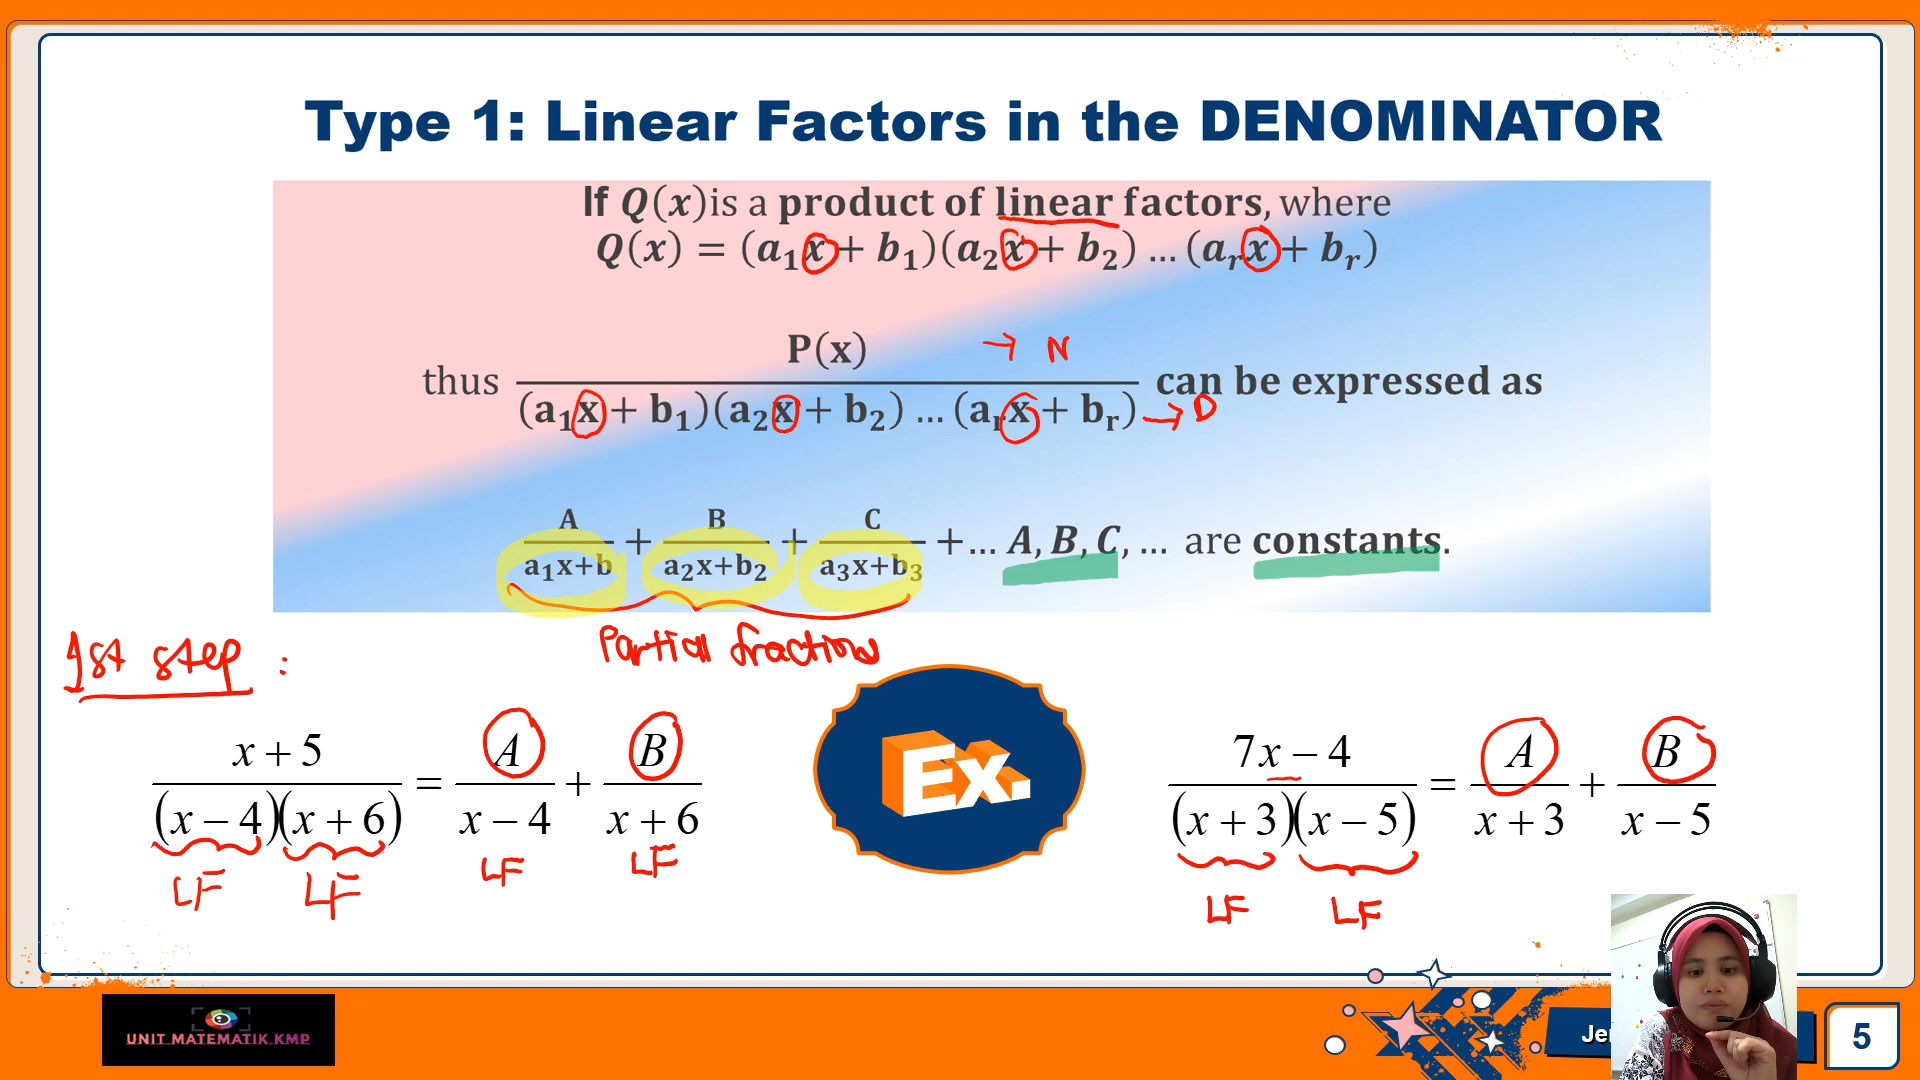 Type 1: Linear Factors in the DENOMINATOR
If Q(x)is a product of linear factors, where
Q(x) = (a₁x + b₁)(a₂x + b₂) … (aᵣx + bᵣ)
P(x) → N
thus ─── can be expressed as
(a₁x + b₁)(a₂x + b₂) … (aᵣx + bᵣ) → D
A B C
─── + ─── + ─── +… A, B, C, … are constants.
a₁x+b a₂x+b₂ a₃x+b₃
Partial fractions
1st step :
x + 5 A B
─── = ─── + ───
(x − 4)(x + 6) x − 4 x + 6
LF LF LF LF
Ex.
7x − 4 A B
─── = ─── + ───
(x + 3)(x − 5) x + 3 x − 5
LF LF
UNIT MATEMATIK KMP
5